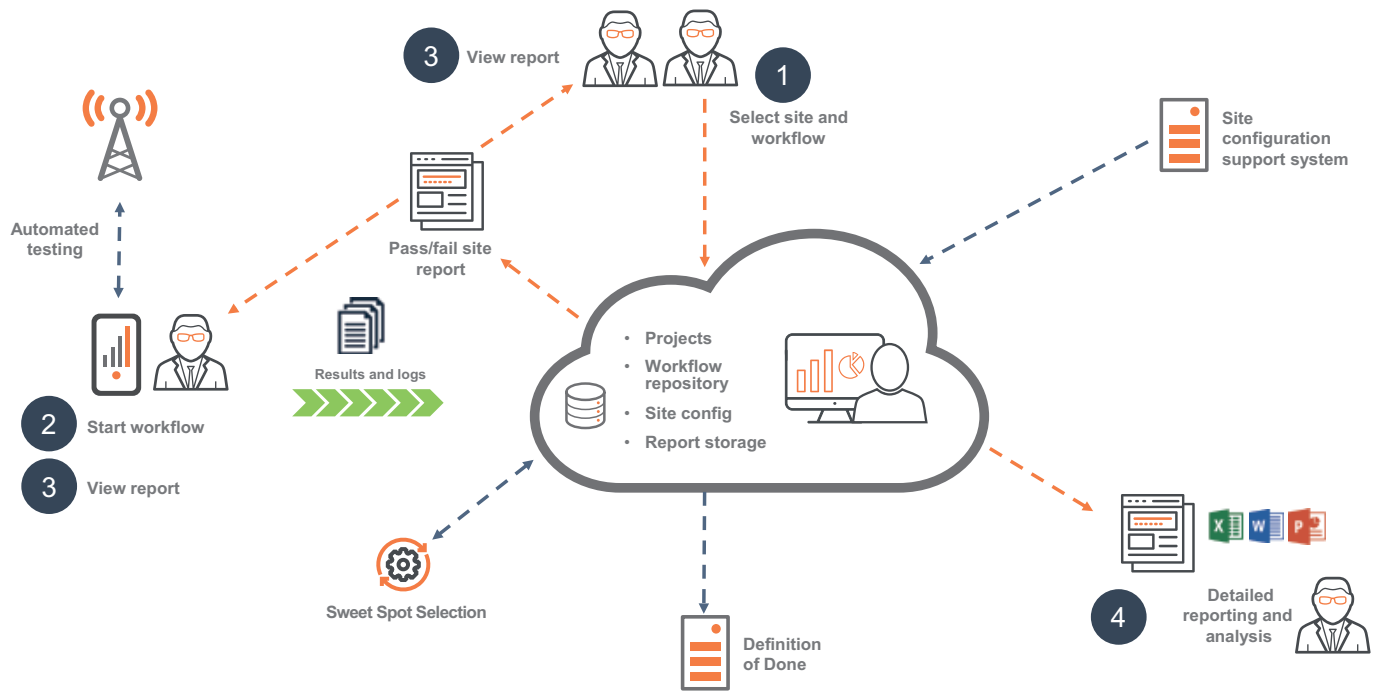 3
View report
1
Select site and
workflow
Site
configuration
support system
Automated
testing
Pass/fail site
report
Results and logs
• Projects
• Workflow
repository
• Site config
• Report storage
2
Start workflow
3
View report
Sweet Spot Selection
Definition
of Done
X
W
P
4
Detailed
reporting and
analysis